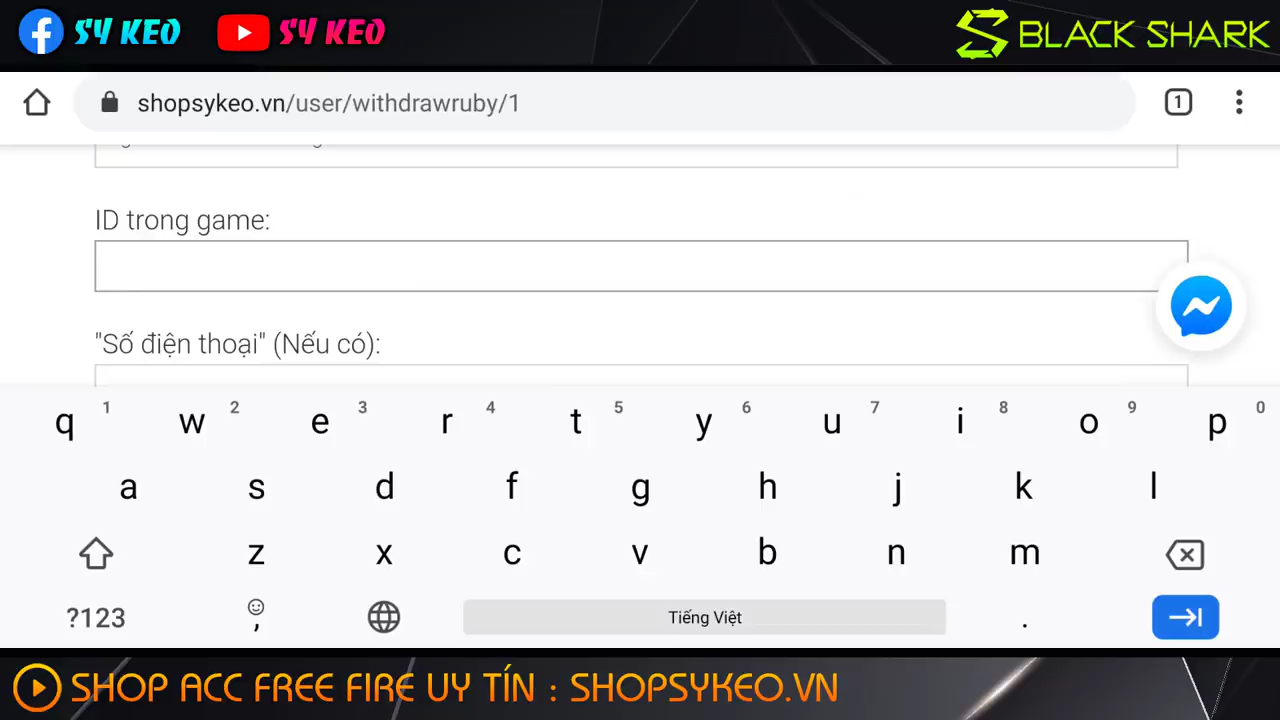 SY KEO
SY KEO
BLACK SHARK
shopsykeo.vn/user/withdrawruby/1
1
ID trong game:
"Số điện thoại" (Nếu có):
q 1 w 2 e 3 r 4 t 5 y 6 u 7 i 8 o 9 p 0
a s d f g h j k l
z x c v b n m
?123 , Tiếng Việt .
SHOP ACC FREE FIRE UY TÍN : SHOPSYKEO.VN